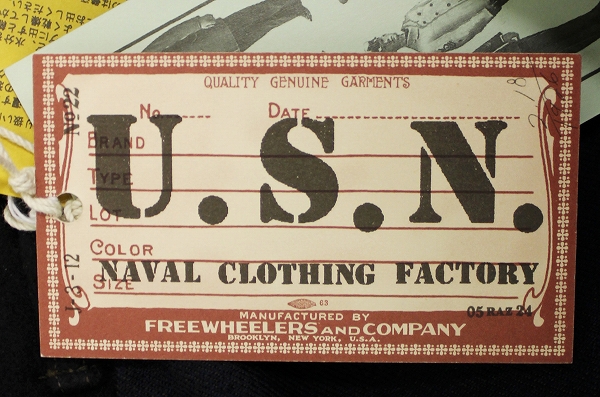 QUALITY GENUINE GARMENTS
No. DATE
U.S.N.
BRAND
TYPE
LOT
COLOR
NAVAL CLOTHING FACTORY
SIZE
63
05 RAZ 24
MANUFACTURED BY
FREEWHEELERS AND COMPANY
BROOKLYN, NEW YORK, U.S.A.
No 22